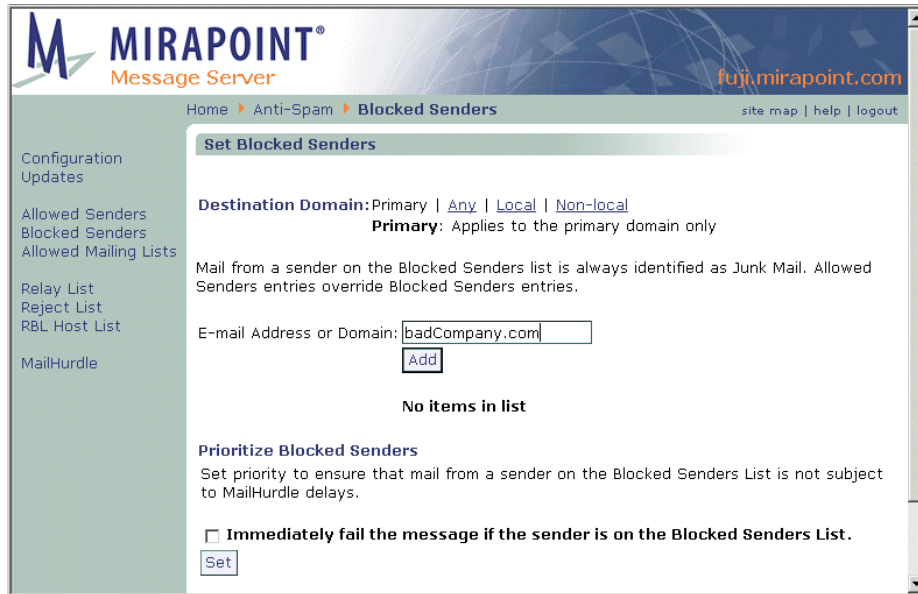 MIRAPOINT®
Message Server
fuji.mirapoint.com
Home Anti-Spam Blocked Senders
site map | help | logout
Configuration
Updates
Allowed Senders
Blocked Senders
Allowed Mailing Lists
Relay List
Reject List
RBL Host List
MailHurdle
Set Blocked Senders
Destination Domain: Primary | Any | Local | Non-local
Primary: Applies to the primary domain only
Mail from a sender on the Blocked Senders list is always identified as Junk Mail. Allowed
Senders entries override Blocked Senders entries.
E-mail Address or Domain: badCompany.com
Add
No items in list
Prioritize Blocked Senders
Set priority to ensure that mail from a sender on the Blocked Senders List is not subject
to MailHurdle delays.
Immediately fail the message if the sender is on the Blocked Senders List.
Set